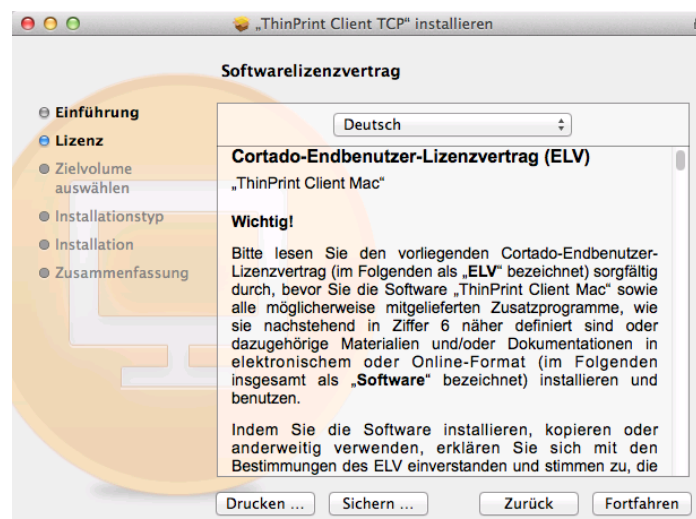 „ThinPrint Client TCP“ installieren
Softwarelizenzvertrag
Einführung
Lizenz
Zielvolume
auswählen
Installationstyp
Installation
Zusammenfassung
Deutsch
Cortado-Endbenutzer-Lizenzvertrag (ELV)
„ThinPrint Client Mac“
Wichtig!
Bitte lesen Sie den vorliegenden Cortado-Endbenutzer-
Lizenzvertrag (im Folgenden als „ELV“ bezeichnet) sorgfältig
durch, bevor Sie die Software „ThinPrint Client Mac“ sowie
alle möglicherweise mitgelieferten Zusatzprogramme, wie
sie nachstehend in Ziffer 6 näher definiert sind oder
dazugehörige Materialien und/oder Dokumentationen in
elektronischem oder Online-Format (im Folgenden
insgesamt als „Software“ bezeichnet) installieren und
benutzen.
Indem Sie die Software installieren, kopieren oder
anderweitig verwenden, erklären Sie sich mit den
Bestimmungen des ELV einverstanden und stimmen zu, die
Drucken ...
Sichern ...
Zurück
Fortfahren